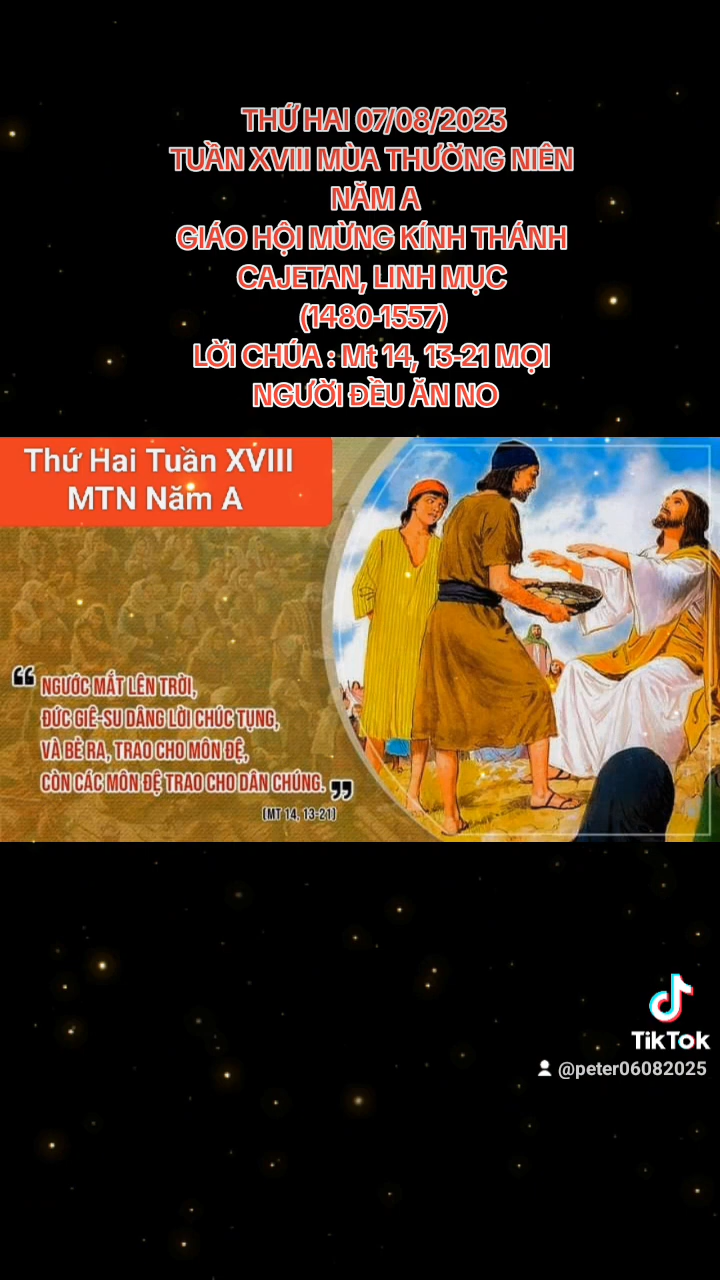 THỨ HAI 07/08/2023
TUẦN XVIII MÙA THƯỜNG NIÊN
NĂM A
GIÁO HỘI MỪNG KÍNH THÁNH
CAJETAN, LINH MỤC
(1480-1557)
LỜI CHÚA : Mt 14, 13-21 MỌI
NGƯỜI ĐỀU ĂN NO
Thứ Hai Tuần XVIII
MTN Năm A
“ NGƯỚC MẮT LÊN TRỜI,
ĐỨC GIÊ-SU DÂNG LỜI CHÚC TỤNG,
VÀ BẺ RA, TRAO CHO MÔN ĐỆ,
CÒN CÁC MÔN ĐỆ TRAO CHO DÂN CHÚNG. ”
(MT 14, 13-21)
TikTok
@peter06082025